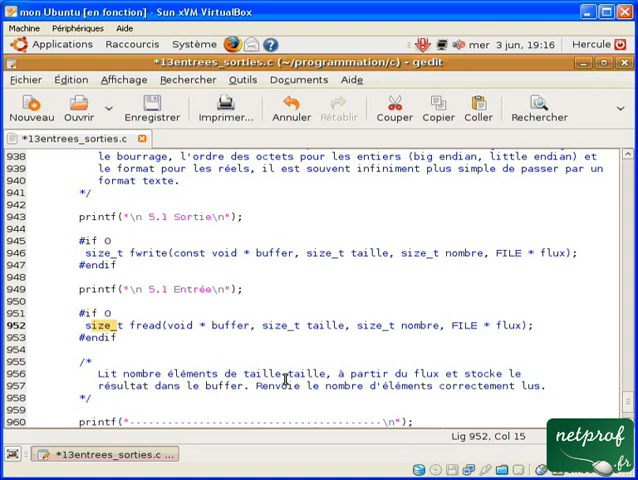 mon Ubuntu [en fonction] - Sun xVM VirtualBox
Machine Périphériques Aide
Applications Raccourcis Système mer 3 jun, 19:16 Hercule
*13entrees_sorties.c (~/programmation/c) - gedit
Fichier Édition Affichage Rechercher Outils Documents Aide
Nouveau Ouvrir Enregistrer Imprimer... Annuler Rétablir Couper Copier Coller Rechercher
*13entrees_sorties.c
938 le bourrage, l'ordre des octets pour les entiers (big endian, little endian) et
939 le format pour les réels, il est souvent infiniment plus simple de passer par un
940 format texte.
941 */
942
943 printf("\n 5.1 Sortie\n");
944
945 #if 0
946 size_t fwrite(const void * buffer, size_t taille, size_t nombre, FILE * flux);
947 #endif
948
949 printf("\n 5.1 Entrée\n");
950
951 #if 0
952 size_t fread(void * buffer, size_t taille, size_t nombre, FILE * flux);
953 #endif
954
955 /*
956 Lit nombre éléments de taille taille, à partir du flux et stocke le
957 résultat dans le buffer. Renvoie le nombre d'éléments correctement lus.
958 */
959
960 printf("----------------------------------------\n");
Lig 952, Col 15
*13entrees_sorties.c ...
netprof
.fr